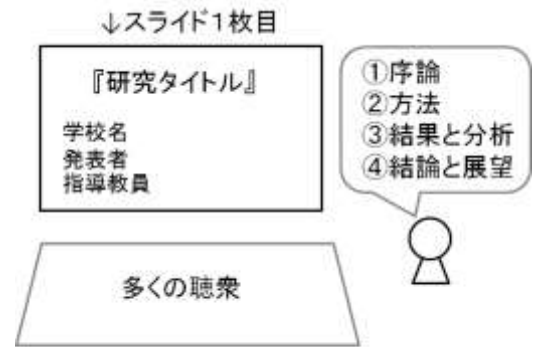 ↓スライド1枚目
『研究タイトル』
学校名
発表者
指導教員
①序論
②方法
③結果と分析
④結論と展望
多くの聴衆